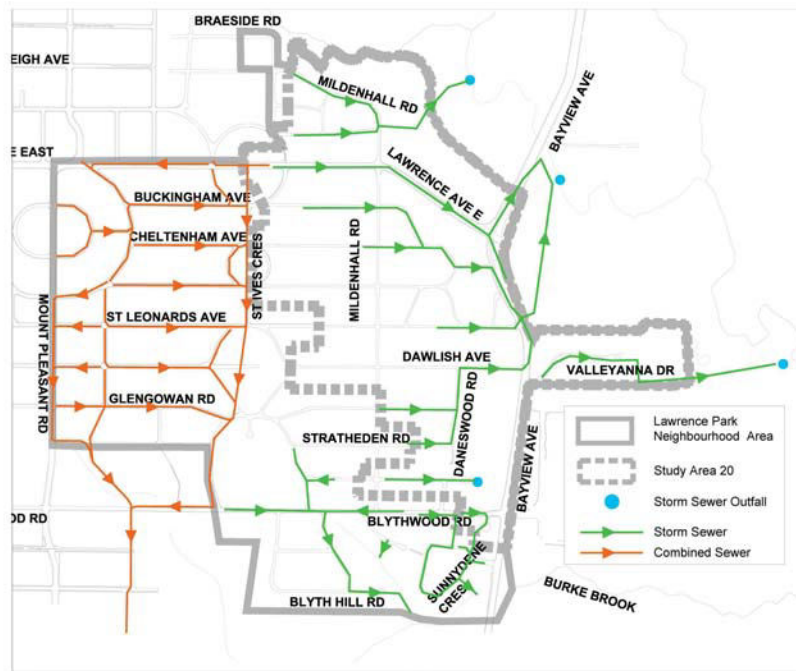 BRAESIDE RD
EIGH AVE
MILDENHALL RD
BAYVIEW AVE
E EAST
LAWRENCE AVE E
BUCKINGHAM AVE
CHELTENHAM AVE
ST IVES CRES
MILDENHALL RD
MOUNT PLEASANT RD
ST LEONARDS AVE
DAWLISH AVE
VALLEYANNA DR
GLENGOWAN RD
DANESWOOD RD
STRATHEDEN RD
BAYVIEW AVE
Lawrence Park
Neighbourhood Area
Study Area 20
Storm Sewer Outfall
Storm Sewer
Combined Sewer
OD RD
BLYTHWOOD RD
SUNNYDENE
CRES
BLYTH HILL RD
BURKE BROOK